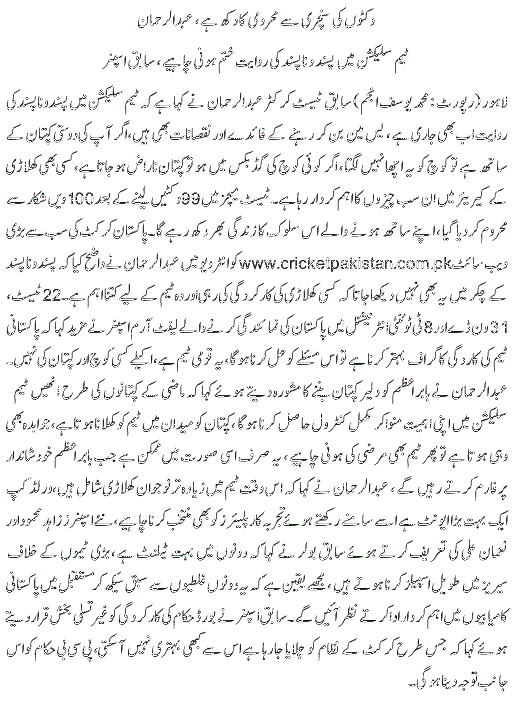 وکٹوں کی سنچری سے محرومی کا دکھ ہے، عبدالرحمان
ٹیم سلیکشن میں پسند و ناپسند کی روایت ختم ہونی چاہیے، سابق اسپنر
لاہور (رپورٹ: محمد یوسف انجم) سابق ٹیسٹ کرکٹر عبدالرحمان نے کہا ہے کہ ٹیم سلیکشن میں پسند و ناپسند کی
روایت اب بھی جاری ہے، یس مین بن کر رہنے کے فائدے اور نقصانات بھی ہیں، اگر آپ کی دوستی کپتان کے
ساتھ ہے تو کوچ کو یہ اچھا نہیں لگتا، اگر کوئی کوچ کی گڈ بکس میں ہو تو کپتان ناراض ہو جاتا ہے، کسی بھی کھلاڑی
کے کیریئر میں ان سب چیزوں کا اہم کردار رہا ہے۔ ٹیسٹ میچز میں 99 وکٹیں لینے کے بعد 100 ویں شکار سے
محروم کر دیا گیا، اپنے ساتھ ہونے والے اس سلوک کا زندگی بھر دکھ رہے گا۔ پاکستان کرکٹ کی سب سے بڑی
ویب سائٹ www.cricketpakistan.com.pk کو انٹرویو میں عبدالرحمان نے واضح کیا کہ پسند و ناپسند
کے چکر میں یہ بھی نہیں دیکھا جاتا کہ کسی کھلاڑی کی کارکردگی کی رہی اور وہ ٹیم کے لیے کتنا اہم ہے۔ 22 ٹیسٹ،
31 ون ڈے اور 8 ٹی ٹوئنٹی انٹرنیشنل میں پاکستان کی نمائندگی کرنے والے لیفٹ آرم اسپنر نے مزید کہا کہ پاکستانی
ٹیم کی کارکردگی کا گراف بہتر کرنا ہے تو اس مسئلے کو حل کرنا ہو گا، یہ قومی ٹیم ہے، اکیلے کسی کوچ اور کپتان کی نہیں۔
عبدالرحمان نے بابر اعظم کو دلیر کپتان بننے کا مشورہ دیتے ہوئے کہا کہ ماضی کے کپتانوں کی طرح انھیں ٹیم
سلیکشن میں اپنی اہمیت منوا کر مکمل کنٹرول حاصل کرنا ہو گا، کپتان کو میدان میں ٹیم کو کھلانا ہوتا ہے، جوابدہ بھی
وہی ہوتا ہے تو پھر ٹیم بھی مرضی کی ہونی چاہیے، یہ صرف اسی صورت میں ممکن ہے جب بابر اعظم خود شاندار
پرفارم کرتے رہیں گے، عبدالرحمان نے کہا کہ اس وقت ٹیم میں زیادہ تر نوجوان کھلاڑی شامل ہیں، ورلڈ کپ
ایک بہت بڑا ایونٹ ہے اسے سامنے رکھتے ہوئے تجربہ کار پلیئرز کو بھی منتخب کرنا چاہیے، نئے اسپنرز زاہد محمود اور
نعمان علی کی تعریف کرتے ہوئے سابق بولر نے کہا کہ دونوں میں بہت ٹیلنٹ ہے، بڑی ٹیموں کے خلاف
سیریز میں طویل اسپیلز کرنا ہوتے ہیں، مجھے یقین ہے کہ یہ دونوں غلطیوں سے سبق سیکھ کر مستقبل میں پاکستانی
کامیابیوں میں اہم کردار ادا کرتے نظر آئیں گے۔ سابق اسپنر نے بورڈ حکام کی کارکردگی کو غیر تسلی بخش قرار دیتے
ہوئے کہا کہ جس طرح کرکٹ کے نظام کو چلایا جا رہا ہے اس سے کبھی بہتری نہیں آ سکتی، پی سی بی حکام کو اس
جانب توجہ دینا ہو گی۔